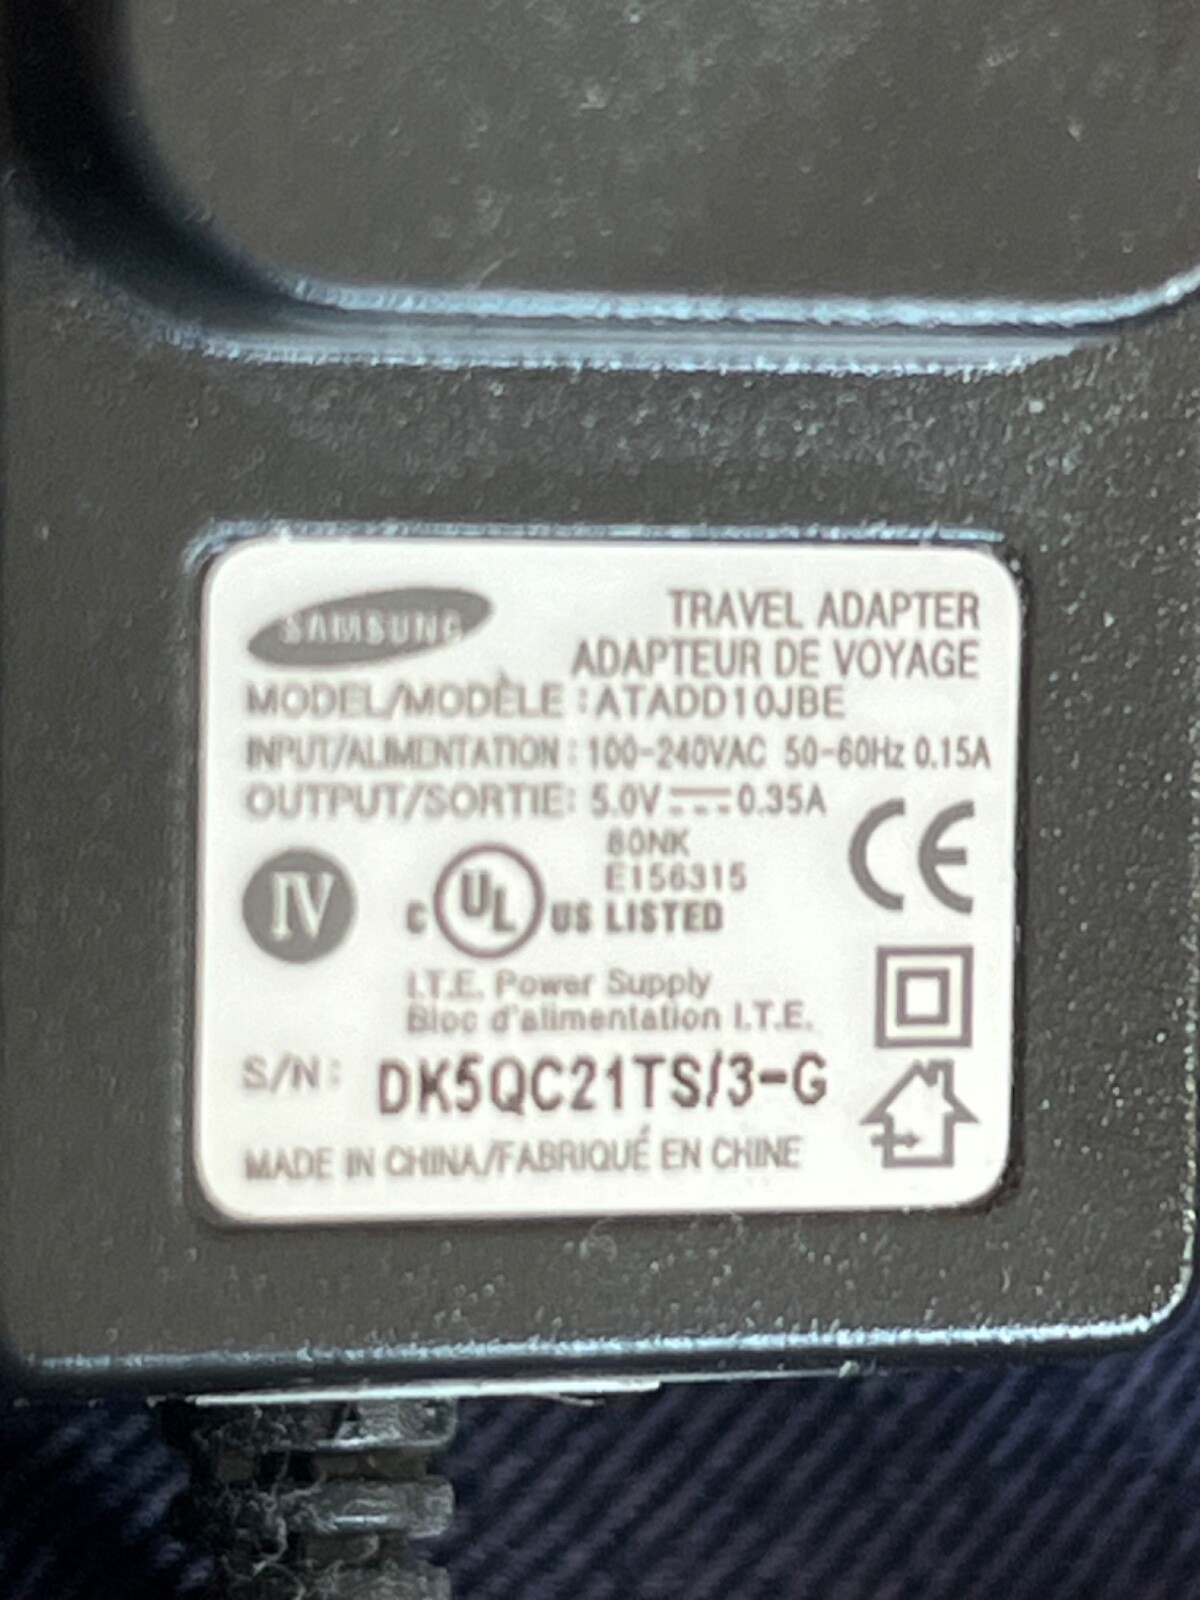 SAMSUNG
TRAVEL ADAPTER
ADAPTEUR DE VOYAGE
MODEL/MODÈLE : ATADD10JBE
INPUT/ALIMENTATION : 100-240VAC 50-60Hz 0.15A
OUTPUT/SORTIE: 5.0V⎓0.35A
CE
80NK
E156315
IV
C UL US LISTED
I.T.E. Power Supply
Bloc d'alimentation I.T.E.
S/N: DK5QC21TS/3-G
MADE IN CHINA/FABRIQUÉ EN CHINE